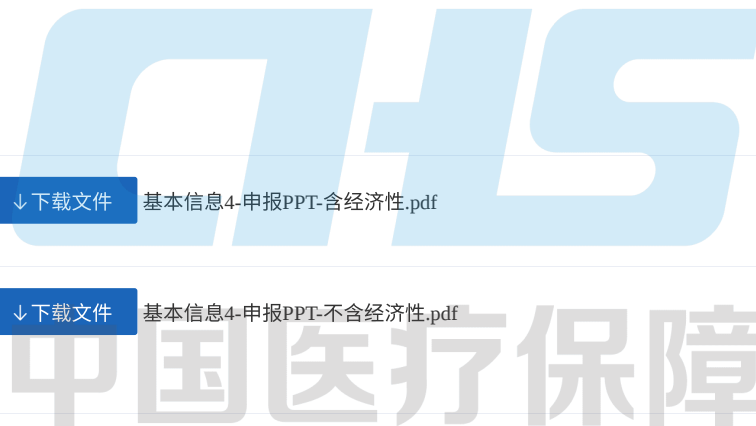 CHS
下载文件 基本信息4-申报PPT-含经济性.pdf
下载文件 基本信息4-申报PPT-不含经济性.pdf
中国医疗保障